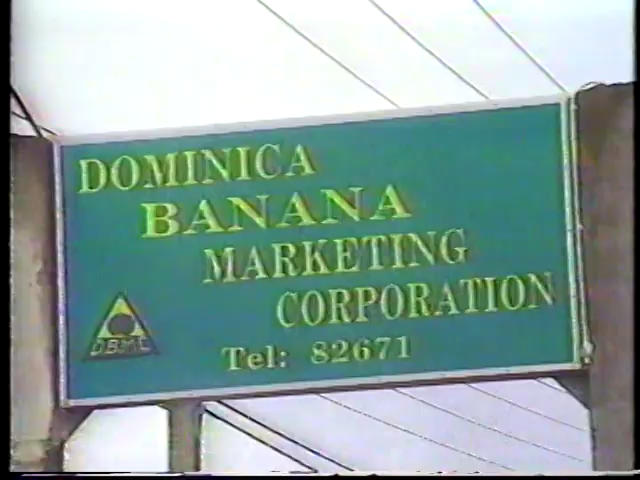 DOMINICA
BANANA
MARKETING
CORPORATION
DBMC
Tel: 82671